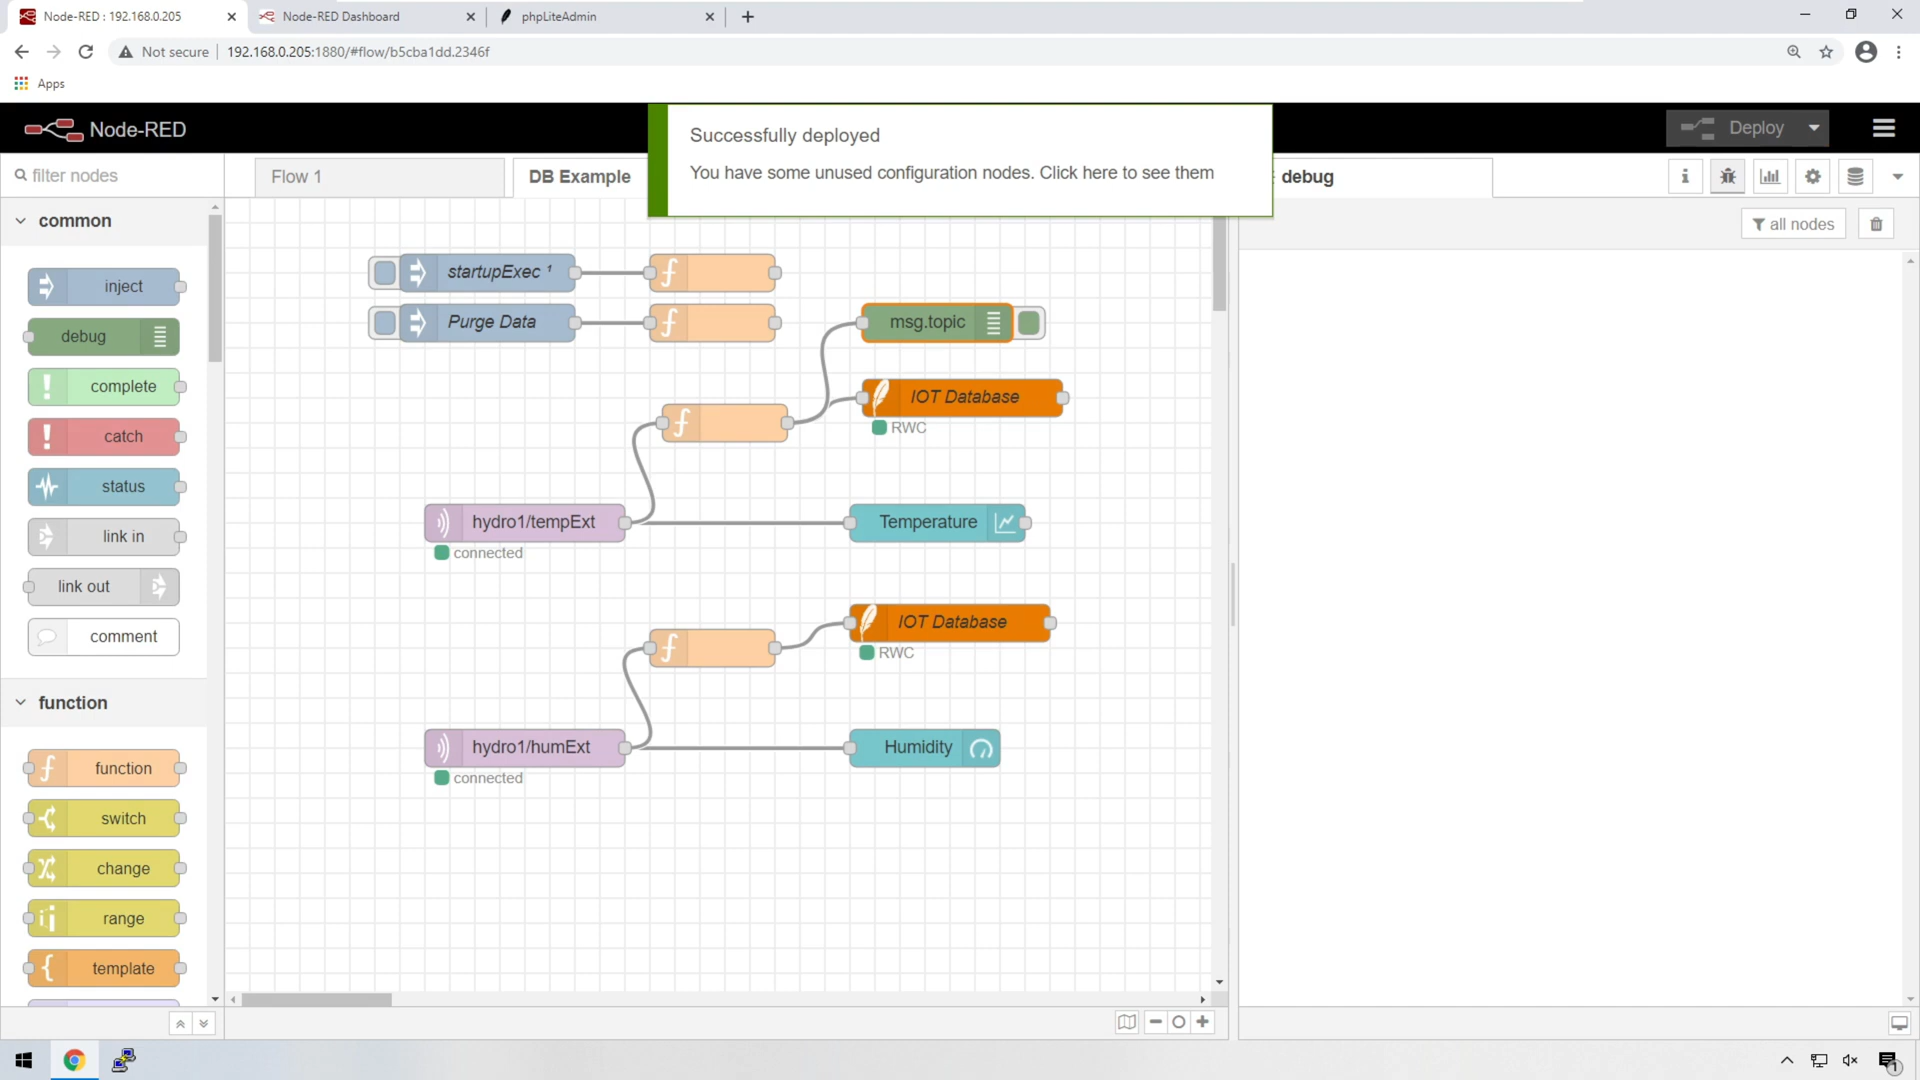 Node-RED : 192.168.0.205
Node-RED Dashboard
phpLiteAdmin
Not secure
192.168.0.205:1880/#flow/b5cba1dd.2346f
Apps
Node-RED
Successfully deployed
You have some unused configuration nodes. Click here to see them
Deploy
filter nodes
Flow 1
DB Example
debug
all nodes
common
inject
debug
complete
catch
status
link in
link out
comment
function
function
switch
change
range
template
startupExec ¹
Purge Data
msg.topic
IOT Database
RWC
hydro1/tempExt
connected
Temperature
IOT Database
RWC
hydro1/humExt
connected
Humidity
1